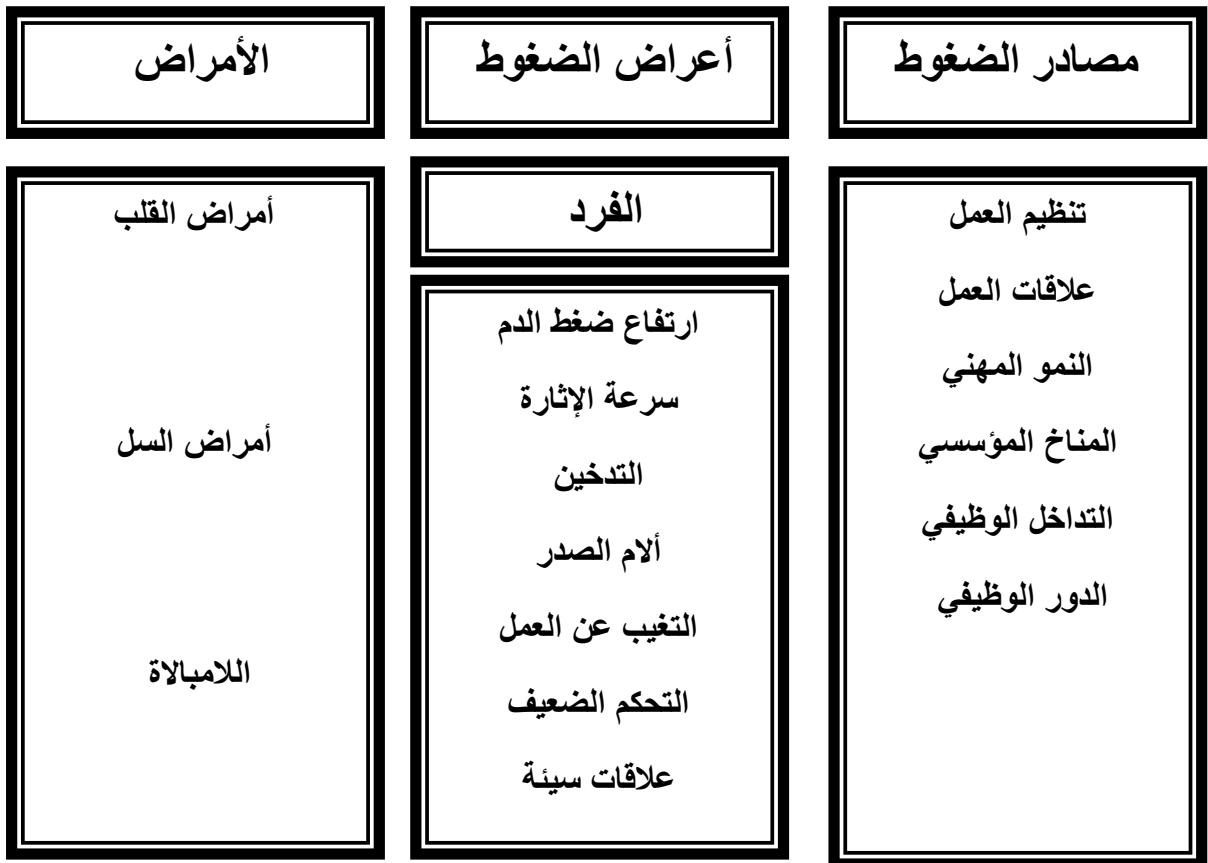 مصادر الضغوط
أعراض الضغوط
الأمراض
تنظيم العمل
علاقات العمل
النمو المهني
المناخ المؤسسي
التداخل الوظيفي
الدور الوظيفي
الفرد
ارتفاع ضغط الدم
سرعة الإثارة
التدخين
ألام الصدر
التغيب عن العمل
التحكم الضعيف
علاقات سيئة
أمراض القلب
أمراض السل
اللامبالاة